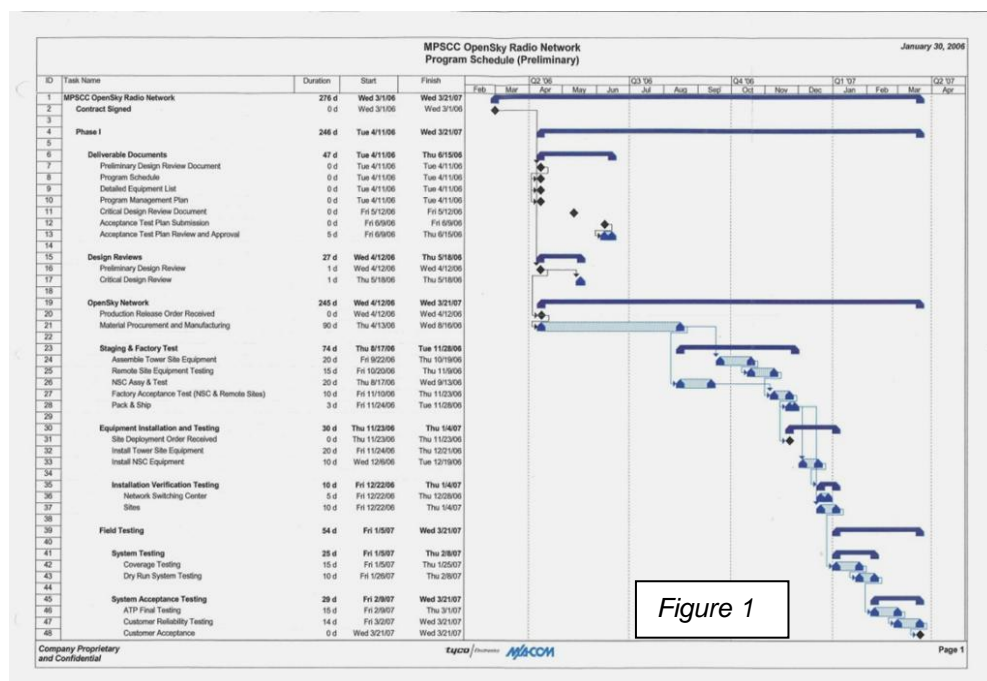 MPSCC OpenSky Radio Network
Program Schedule (Preliminary)
January 30, 2006
ID Task Name Duration Start Finish Feb Mar Q2 '06 Apr May Jun Q3 '06 Jul Aug Sep Q4 '06 Oct Nov Dec Q1 '07 Jan Feb Mar Q2 '07 Apr
1 MPSCC OpenSky Radio Network 276 d Wed 3/1/06 Wed 3/21/07
2 Contract Signed 0 d Wed 3/1/06 Wed 3/1/06
3
4 Phase I 246 d Tue 4/11/06 Wed 3/21/07
5
6 Deliverable Documents 47 d Tue 4/11/06 Thu 6/15/06
7 Preliminary Design Review Document 0 d Tue 4/11/06 Tue 4/11/06
8 Program Schedule 0 d Tue 4/11/06 Tue 4/11/06
9 Detailed Equipment List 0 d Tue 4/11/06 Tue 4/11/06
10 Program Management Plan 0 d Tue 4/11/06 Tue 4/11/06
11 Critical Design Review Document 0 d Fri 5/12/06 Fri 5/12/06
12 Acceptance Test Plan Submission 0 d Fri 6/9/06 Fri 6/9/06
13 Acceptance Test Plan Review and Approval 5 d Fri 6/9/06 Thu 6/15/06
14
15 Design Reviews 27 d Wed 4/12/06 Thu 5/18/06
16 Preliminary Design Review 1 d Wed 4/12/06 Wed 4/12/06
17 Critical Design Review 1 d Thu 5/18/06 Thu 5/18/06
18
19 OpenSky Network 245 d Wed 4/12/06 Wed 3/21/07
20 Production Release Order Received 0 d Wed 4/12/06 Wed 4/12/06
21 Material Procurement and Manufacturing 90 d Thu 4/13/06 Wed 8/16/06
22
23 Staging & Factory Test 74 d Thu 8/17/06 Tue 11/28/06
24 Assemble Tower Site Equipment 20 d Fri 9/22/06 Thu 10/19/06
25 Remote Site Equipment Testing 15 d Fri 10/20/06 Thu 11/9/06
26 NSC Assy & Test 20 d Thu 8/17/06 Wed 9/13/06
27 Factory Acceptance Test (NSC & Remote Sites) 10 d Fri 11/10/06 Thu 11/23/06
28 Pack & Ship 3 d Fri 11/24/06 Tue 11/28/06
29
30 Equipment Installation and Testing 30 d Thu 11/23/06 Thu 1/4/07
31 Site Deployment Order Received 0 d Thu 11/23/06 Thu 11/23/06
32 Install Tower Site Equipment 20 d Fri 11/24/06 Thu 12/21/06
33 Install NSC Equipment 10 d Wed 12/6/06 Tue 12/19/06
34
35 Installation Verification Testing 10 d Fri 12/22/06 Thu 1/4/07
36 Network Switching Center 5 d Fri 12/22/06 Thu 12/28/06
37 Sites 10 d Fri 12/22/06 Thu 1/4/07
38
39 Field Testing 54 d Fri 1/5/07 Wed 3/21/07
40
41 System Testing 25 d Fri 1/5/07 Thu 2/8/07
42 Coverage Testing 15 d Fri 1/5/07 Thu 1/25/07
43 Dry Run System Testing 10 d Fri 1/26/07 Thu 2/8/07
44
45 System Acceptance Testing 29 d Fri 2/9/07 Wed 3/21/07
46 ATP Final Testing 15 d Fri 2/9/07 Thu 3/1/07
47 Customer Reliability Testing 14 d Fri 3/2/07 Wed 3/21/07
48 Customer Acceptance 0 d Wed 3/21/07 Wed 3/21/07
Figure 1
Company Proprietary
and Confidential
tyco Electronics M/A-COM
Page 1